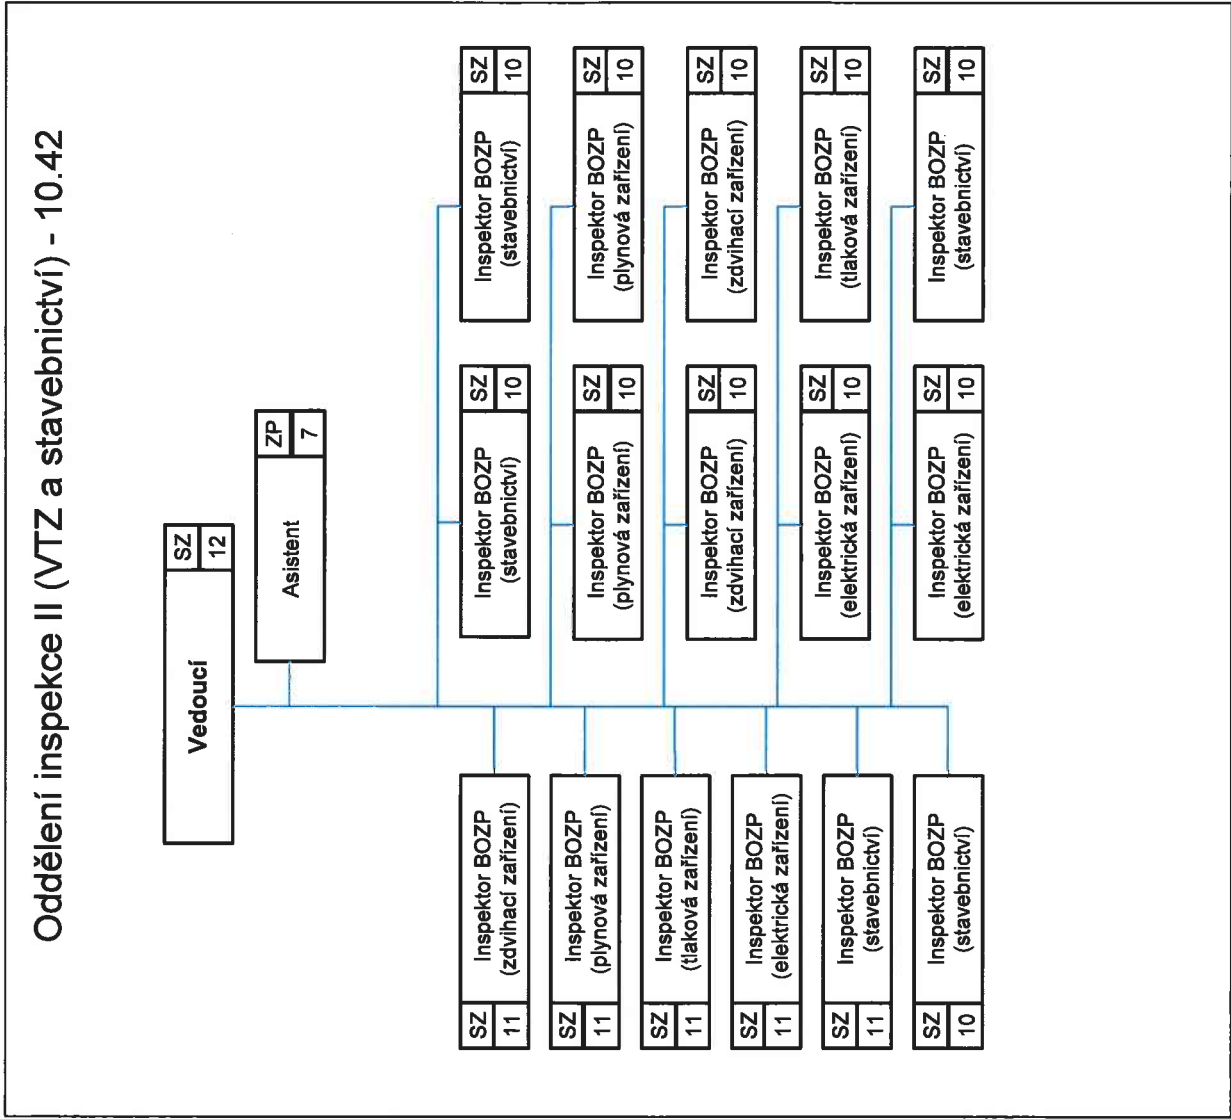 Oddělení inspekce II (VTZ a stavebnictví) - 10.42
Vedoucí
SZ
12
Asistent
ZP
7
SZ
11
Inspektor BOZP
(zdvihací zařízení)
SZ
11
Inspektor BOZP
(plynová zařízení)
SZ
11
Inspektor BOZP
(tlaková zařízení)
SZ
11
Inspektor BOZP
(elektrická zařízení)
SZ
11
Inspektor BOZP
(stavebnictví)
SZ
10
Inspektor BOZP
(stavebnictví)
Inspektor BOZP
(stavebnictví)
SZ
10
Inspektor BOZP
(plynová zařízení)
SZ
10
Inspektor BOZP
(zdvihací zařízení)
SZ
10
Inspektor BOZP
(elektrická zařízení)
SZ
10
Inspektor BOZP
(elektrická zařízení)
SZ
10
Inspektor BOZP
(stavebnictví)
SZ
10
Inspektor BOZP
(plynová zařízení)
SZ
10
Inspektor BOZP
(zdvihací zařízení)
SZ
10
Inspektor BOZP
(tlaková zařízení)
SZ
10
Inspektor BOZP
(stavebnictví)
SZ
10